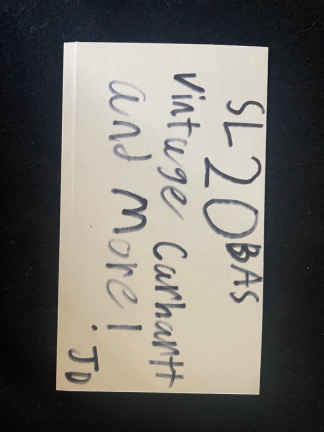 SL20BAS
Vintage Carhartt
and More!
JD